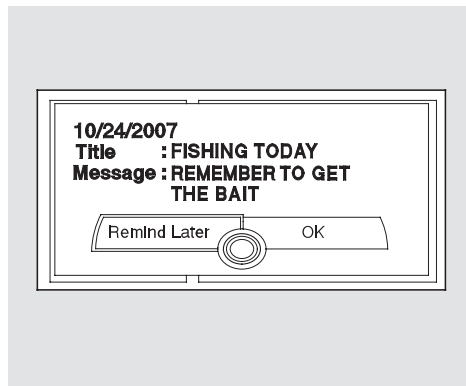 10/24/2007
Title : FISHING TODAY
Message : REMEMBER TO GET
THE BAIT
Remind Later OK